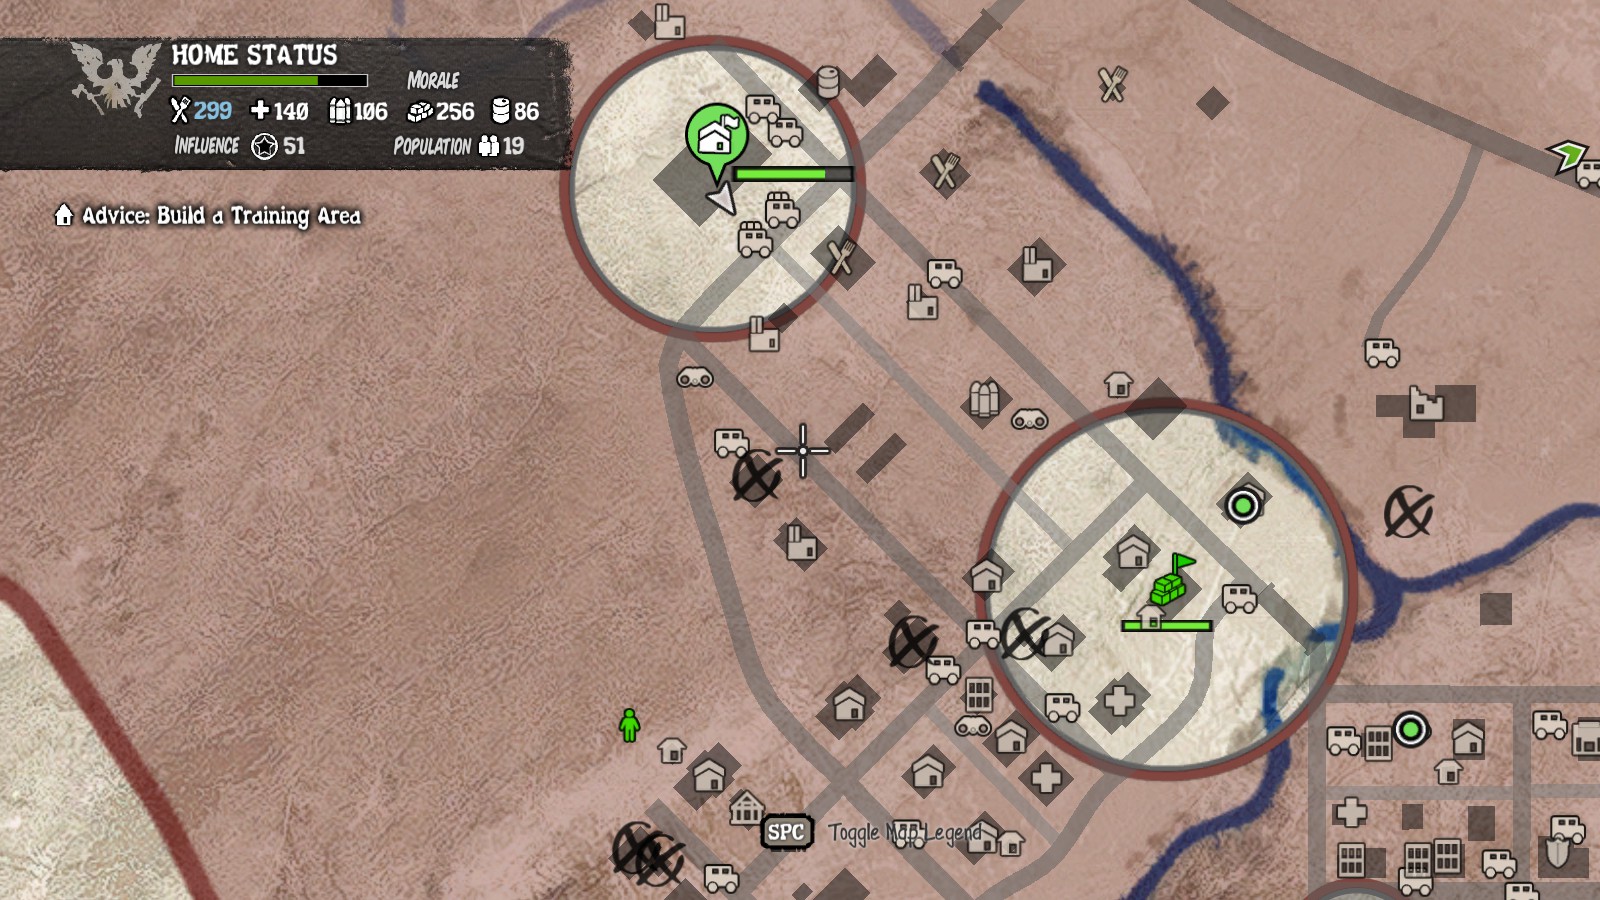 HOME STATUS
MORALE
299 140 106 256 86
INFLUENCE 51 POPULATION 19
Advice: Build a Training Area
SPC Toggle Map Legend